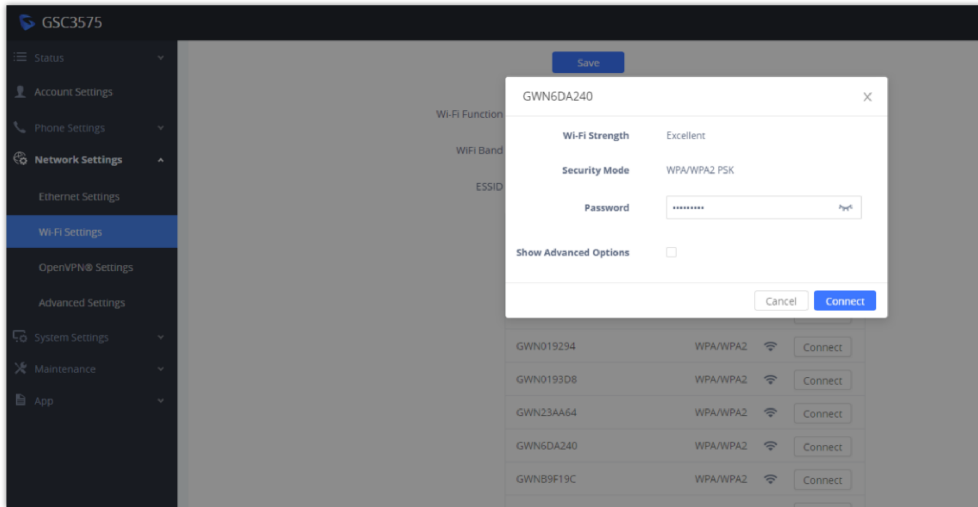 GSC3575
Status
Account Settings
Phone Settings
Network Settings
Ethernet Settings
Wi-Fi Settings
OpenVPN® Settings
Advanced Settings
System Settings
Maintenance
App
Save
Wi-Fi Function
WiFi Band
ESSID
GWN6DA240
Wi-Fi Strength Excellent
Security Mode WPA/WPA2 PSK
Password •••••••••
Show Advanced Options
Cancel Connect
GWN019294 WPA/WPA2 Connect
GWN0193D8 WPA/WPA2 Connect
GWN23AA64 WPA/WPA2 Connect
GWN6DA240 WPA/WPA2 Connect
GWNB9F19C WPA/WPA2 Connect